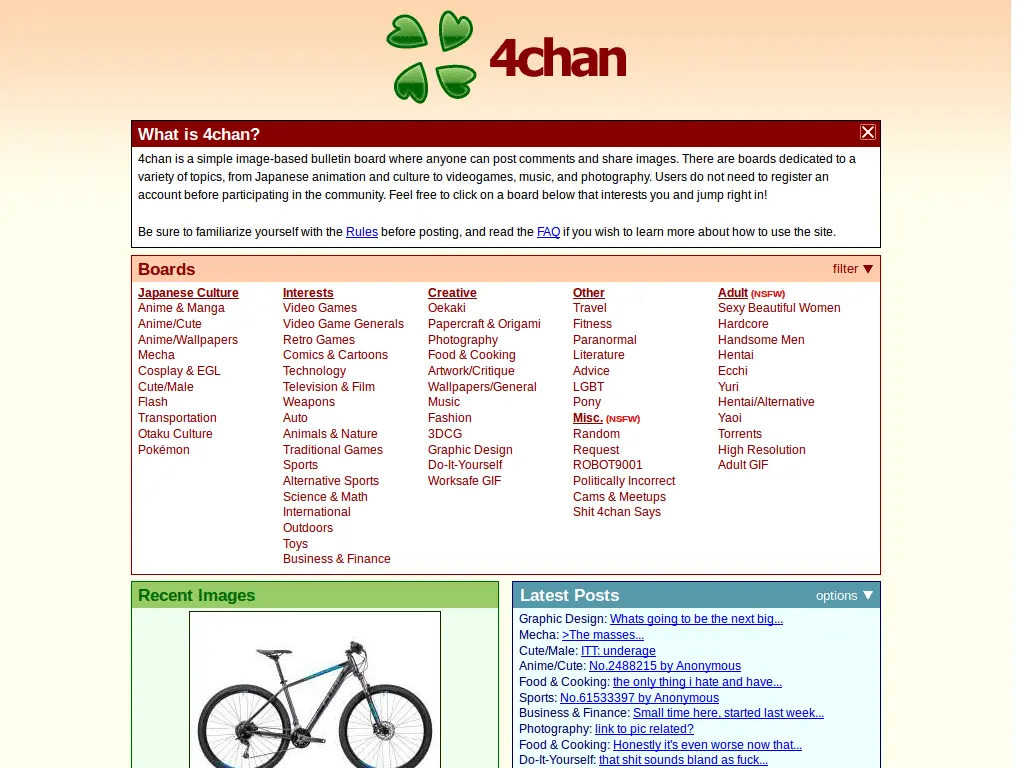 4chan
What is 4chan?
4chan is a simple image-based bulletin board where anyone can post comments and share images. There are boards dedicated to a
variety of topics, from Japanese animation and culture to videogames, music, and photography. Users do not need to register an
account before participating in the community. Feel free to click on a board below that interests you and jump right in!
Be sure to familiarize yourself with the Rules before posting, and read the FAQ if you wish to learn more about how to use the site.
Boards
filter ▼
Japanese Culture
Anime & Manga
Anime/Cute
Anime/Wallpapers
Mecha
Cosplay & EGL
Cute/Male
Flash
Transportation
Otaku Culture
Pokémon
Interests
Video Games
Video Game Generals
Retro Games
Comics & Cartoons
Technology
Television & Film
Weapons
Auto
Animals & Nature
Traditional Games
Sports
Alternative Sports
Science & Math
International
Outdoors
Toys
Business & Finance
Creative
Oekaki
Papercraft & Origami
Photography
Food & Cooking
Artwork/Critique
Wallpapers/General
Music
Fashion
3DCG
Graphic Design
Do-It-Yourself
Worksafe GIF
Other
Travel
Fitness
Paranormal
Literature
Advice
LGBT
Pony
Misc. (NSFW)
Random
Request
ROBOT9001
Politically Incorrect
Cams & Meetups
Shit 4chan Says
Adult (NSFW)
Sexy Beautiful Women
Hardcore
Handsome Men
Hentai
Ecchi
Yuri
Hentai/Alternative
Yaoi
Torrents
High Resolution
Adult GIF
Recent Images
Latest Posts
options ▼
Graphic Design: Whats going to be the next big...
Mecha: >The masses...
Cute/Male: ITT: underage
Anime/Cute: No.2488215 by Anonymous
Food & Cooking: the only thing i hate and have...
Sports: No.61533397 by Anonymous
Business & Finance: Small time here, started last week...
Photography: link to pic related?
Food & Cooking: Honestly it's even worse now that...
Do-It-Yourself: that shit sounds bland as fuck...